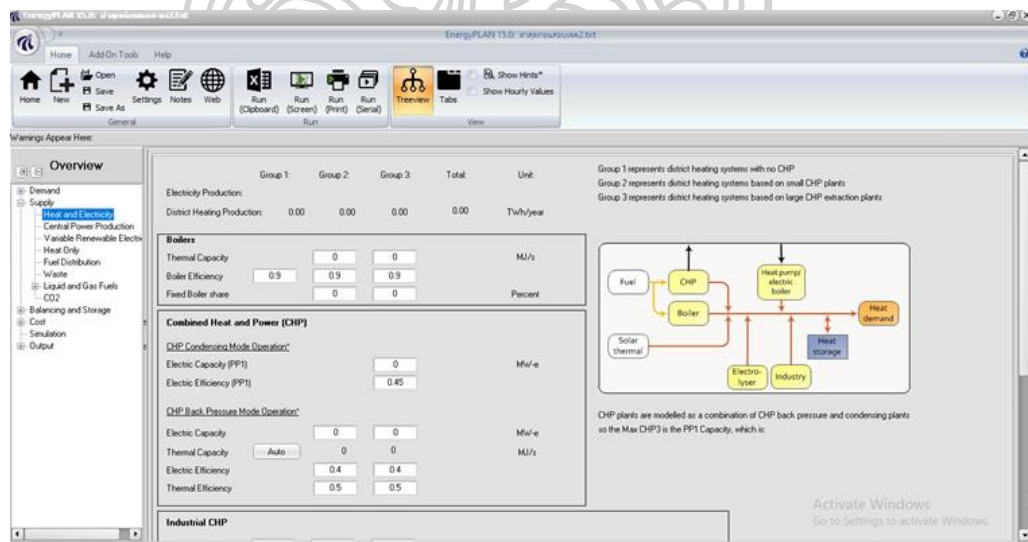 EnergyPLAN 15.0:
EnergyPLAN 15.0:
Home Add-On Tools Help
Home New Open Save Save As Settings Notes Web Run (Clipboard) Run (Screen) Run (Print) Run (Serial) Treeview Tabs Show Hints* Show Hourly Values
General Run View
Warnings Appear Here:
Overview
Demand
Supply
Heat and Electricity
Central Power Production
Variable Renewable Electri
Heat Only
Fuel Distribution
Waste
Liquid and Gas Fuels
CO2
Balancing and Storage
Cost
Simulation
Output
Group 1: Group 2: Group 3: Total: Unit:
Electricity Production:
District Heating Production: 0.00 0.00 0.00 0.00 TWh/year
Boilers
Thermal Capacity 0 0 MJ/s
Boiler Efficiency 0.9 0.9 0.9
Fixed Boiler share 0 0 Percent
Combined Heat and Power (CHP)
CHP Condensing Mode Operation*
Electric Capacity (PP1) 0 MW-e
Electric Efficiency (PP1) 0.45
CHP Back Pressure Mode Operation*
Electric Capacity 0 0 MW-e
Thermal Capacity Auto 0 0 MJ/s
Electric Efficiency 0.4 0.4
Thermal Efficiency 0.5 0.5
Industrial CHP
Group 1 represents district heating systems with no CHP
Group 2 represents district heating systems based on small CHP plants
Group 3 represents district heating systems based on large CHP extraction plants
Fuel
CHP
Heat pump/
electric
boiler
Boiler
Heat
demand
Solar
thermal
Heat
storage
Electro-
lyser
Industry
CHP plants are modelled as a combination of CHP back pressure and condensing plants
so the Max CHP3 is the PP1 Capacity, which is:
Activate Windows
Go to Settings to activate Windows.